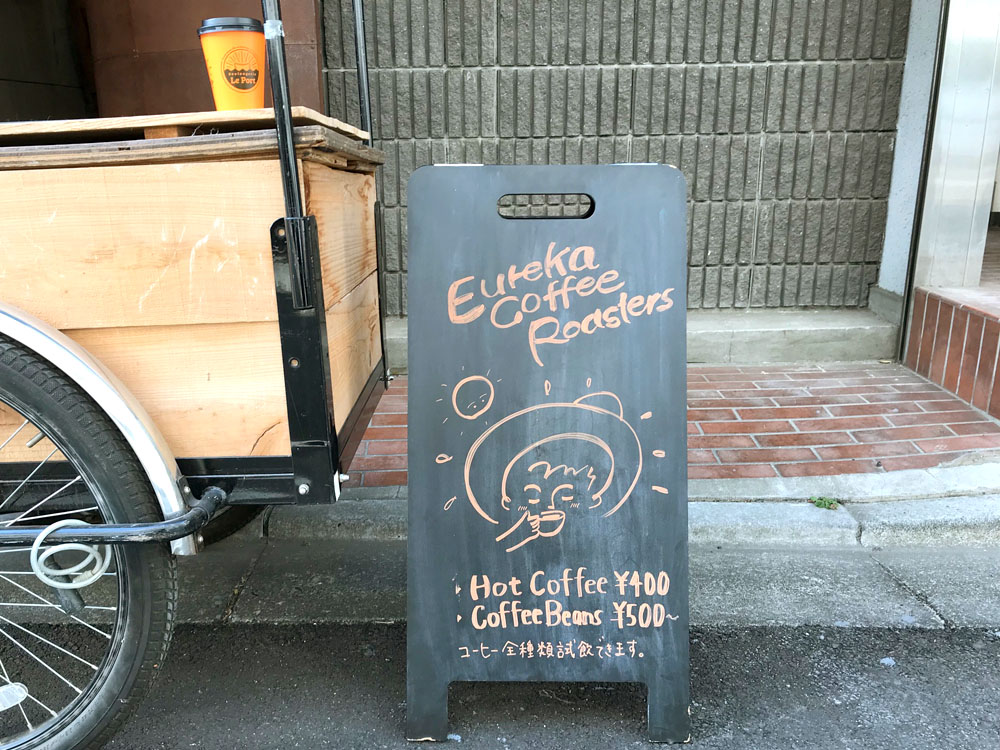 Le Port
Eureka
Coffee
Roasters
Hot Coffee ¥400
Coffee Beans ¥500~
コーヒー全種類試飲できます。